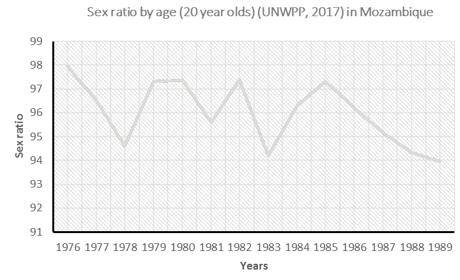 Sex ratio by age (20 year olds) (UNWPP, 2017) in Mozambique
99
98
97
96
95
94
93
92
91
Sex ratio
1976 1977 1978 1979 1980 1981 1982 1983 1984 1985 1986 1987 1988 1989
Years